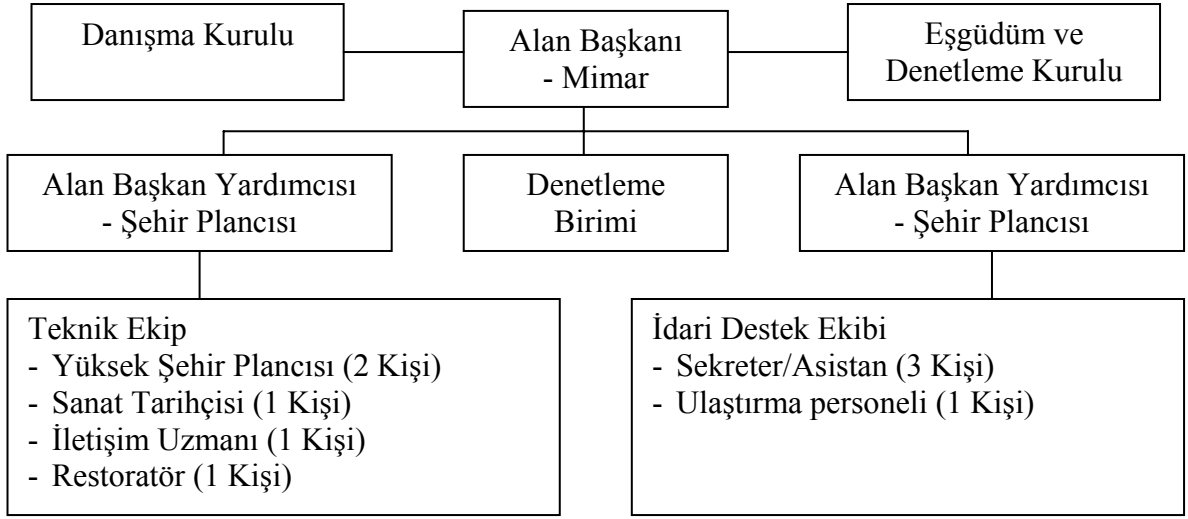 Danışma Kurulu
Alan Başkanı
- Mimar
Eşgüdüm ve
Denetleme Kurulu
Alan Başkan Yardımcısı
- Şehir Plancısı
Denetleme
Birimi
Alan Başkan Yardımcısı
- Şehir Plancısı
Teknik Ekip
- Yüksek Şehir Plancısı (2 Kişi)
- Sanat Tarihçisi (1 Kişi)
- İletişim Uzmanı (1 Kişi)
- Restoratör (1 Kişi)
İdari Destek Ekibi
- Sekreter/Asistan (3 Kişi)
- Ulaştırma personeli (1 Kişi)